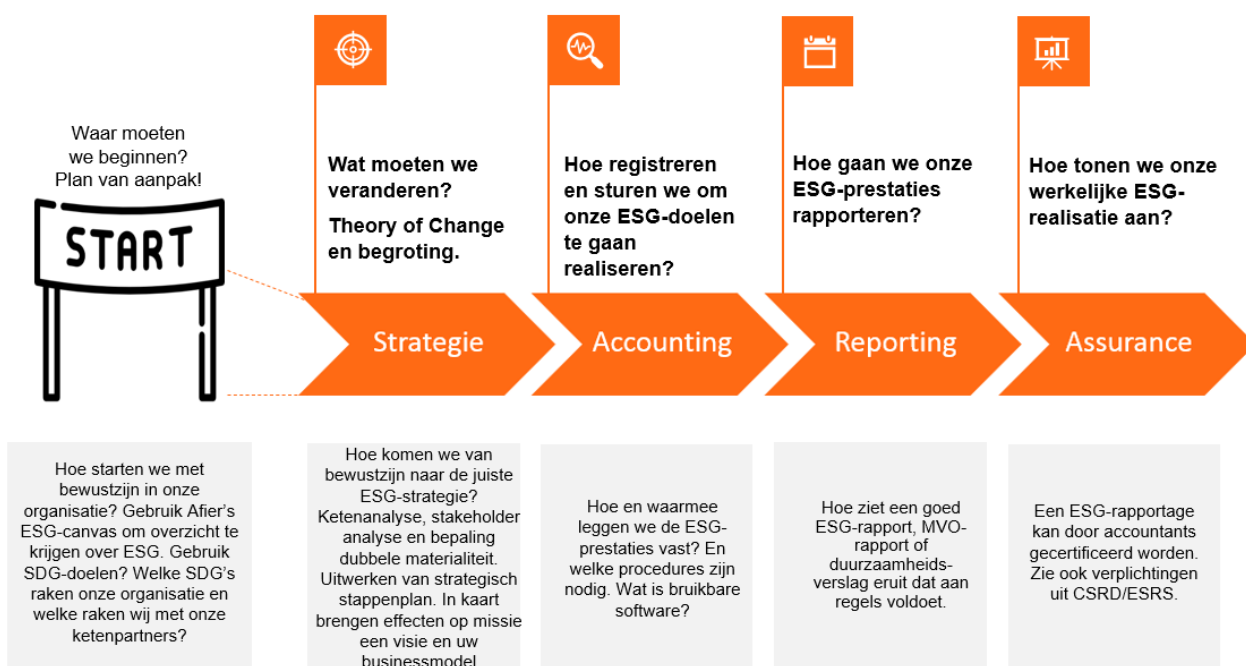 Waar moeten
we beginnen?
Plan van aanpak!
START
Wat moeten we
veranderen?
Theory of Change
en begroting.
Hoe registreren
en sturen we om
onze ESG-doelen
te gaan
realiseren?
Hoe gaan we onze
ESG-prestaties
rapporteren?
Hoe tonen we onze
werkelijke ESG-
realisatie aan?
Strategie
Accounting
Reporting
Assurance
Hoe starten we met
bewustzijn in onze
organisatie? Gebruik Afier's
ESG-canvas om overzicht te
krijgen over ESG. Gebruik
SDG-doelen? Welke SDG's
raken onze organisatie en
welke raken wij met onze
ketenpartners?
Hoe komen we van
bewustzijn naar de juiste
ESG-strategie?
Ketenanalyse, stakeholder
analyse en bepaling
dubbele materialiteit.
Uitwerken van strategisch
stappenplan. In kaart
brengen effecten op missie
een visie en uw
businessmodel
Hoe en waarmee
leggen we de ESG-
prestaties vast? En
welke procedures zijn
nodig. Wat is bruikbare
software?
Hoe ziet een goed
ESG-rapport, MVO-
rapport of
duurzaamheids-
verslag eruit dat aan
regels voldoet.
Een ESG-rapportage
kan door accountants
gecertificeerd worden.
Zie ook verplichtingen
uit CSRD/ESRS.